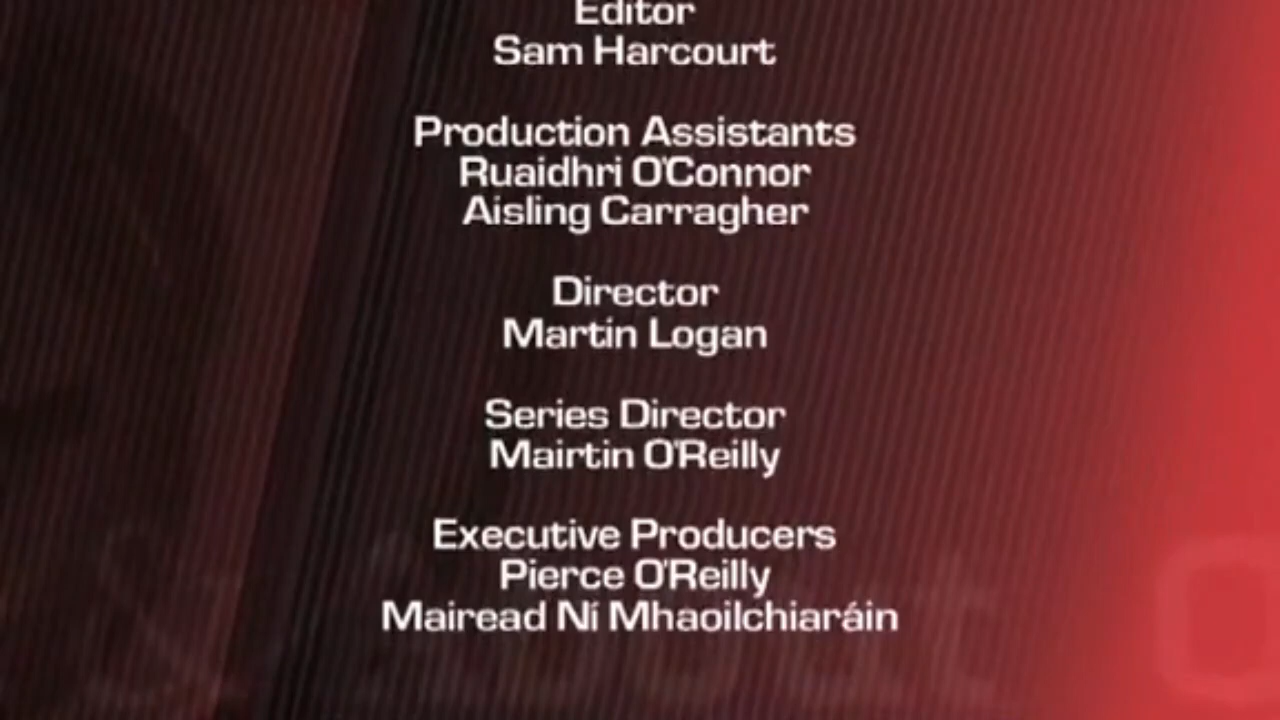 Editor
Sam Harcourt
Production Assistants
Ruaidhri O'Connor
Aisling Carragher
Director
Martin Logan
Series Director
Mairtin O'Reilly
Executive Producers
Pierce O'Reilly
Mairead Ní Mhaoilchiaráin